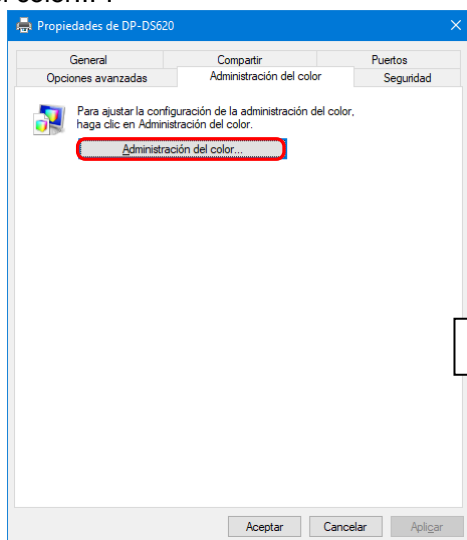 color... .
Propiedades de DP-DS620
General Compartir Puertos
Opciones avanzadas Administración del color Seguridad
Para ajustar la configuración de la administración del color,
haga clic en Administración del color.
Administración del color...
Aceptar Cancelar Aplicar